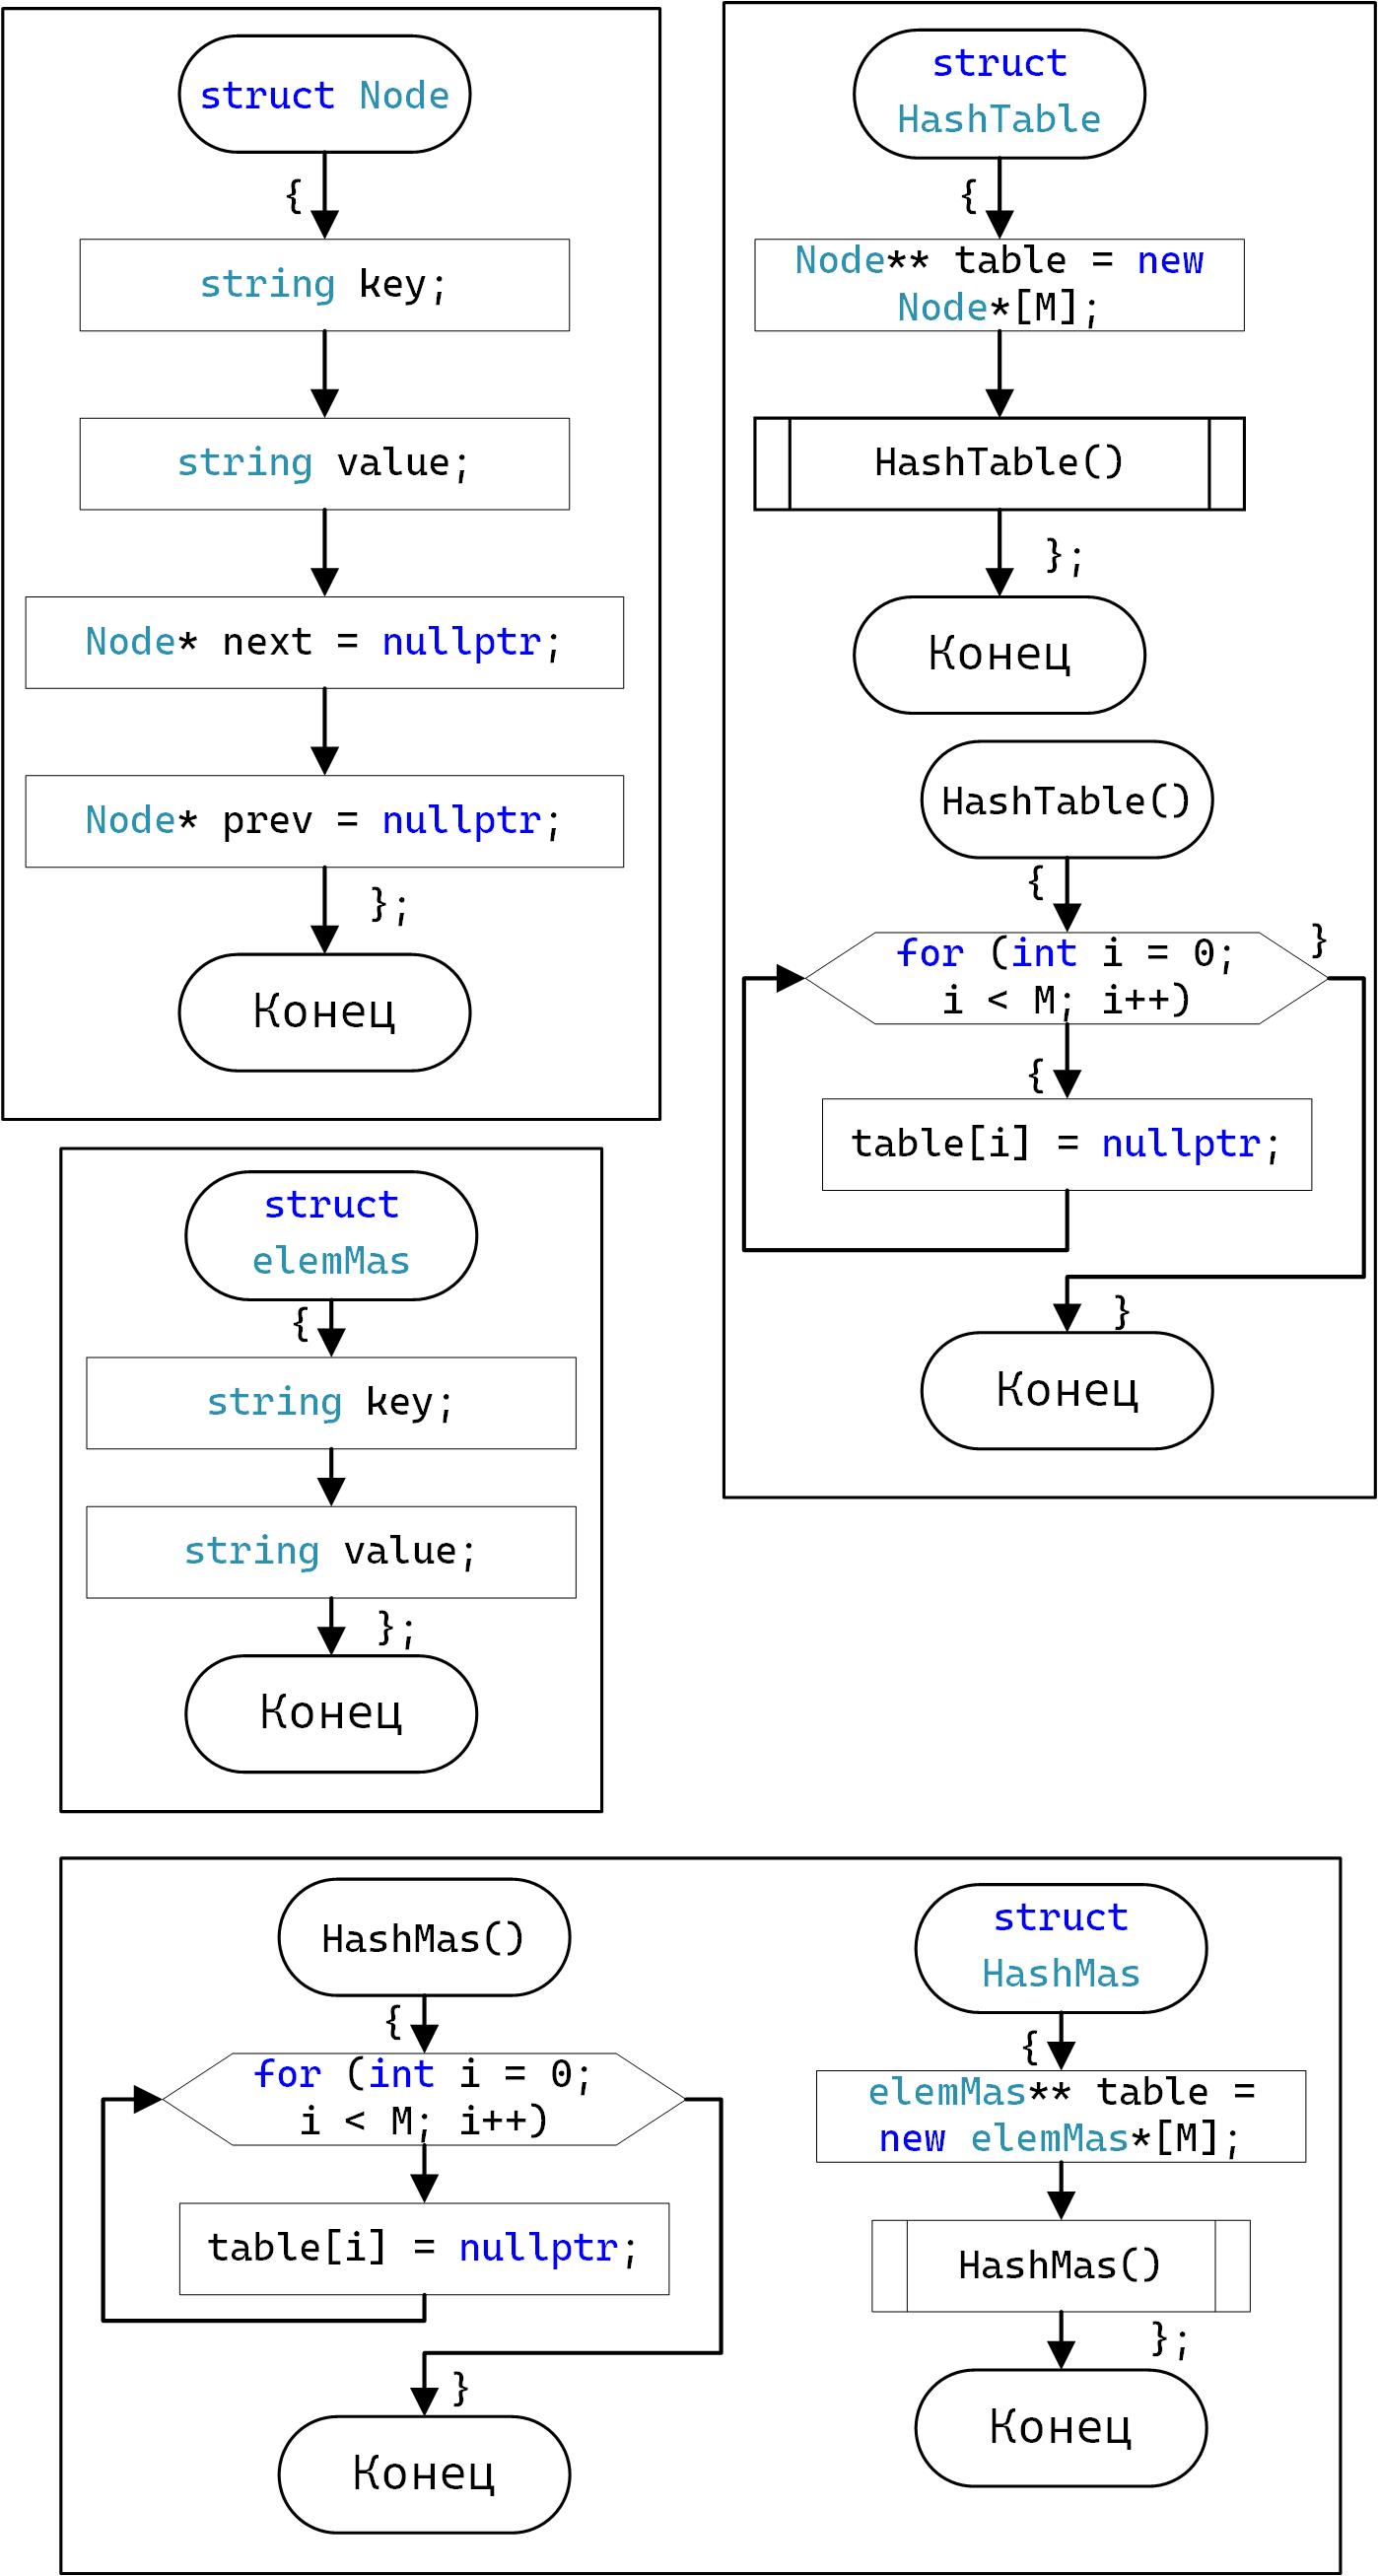 struct Node
{
string key;
string value;
Node* next = nullptr;
Node* prev = nullptr;
};
Конец
struct
HashTable
{
Node** table = new
Node*[M];
HashTable()
};
Конец
HashTable()
{
for (int i = 0;
i < M; i++)
}
{
table[i] = nullptr;
}
Конец
struct
elemMas
{
string key;
string value;
};
Конец
HashMas()
{
for (int i = 0;
i < M; i++)
table[i] = nullptr;
}
Конец
struct
HashMas
{
elemMas** table =
new elemMas*[M];
HashMas()
};
Конец